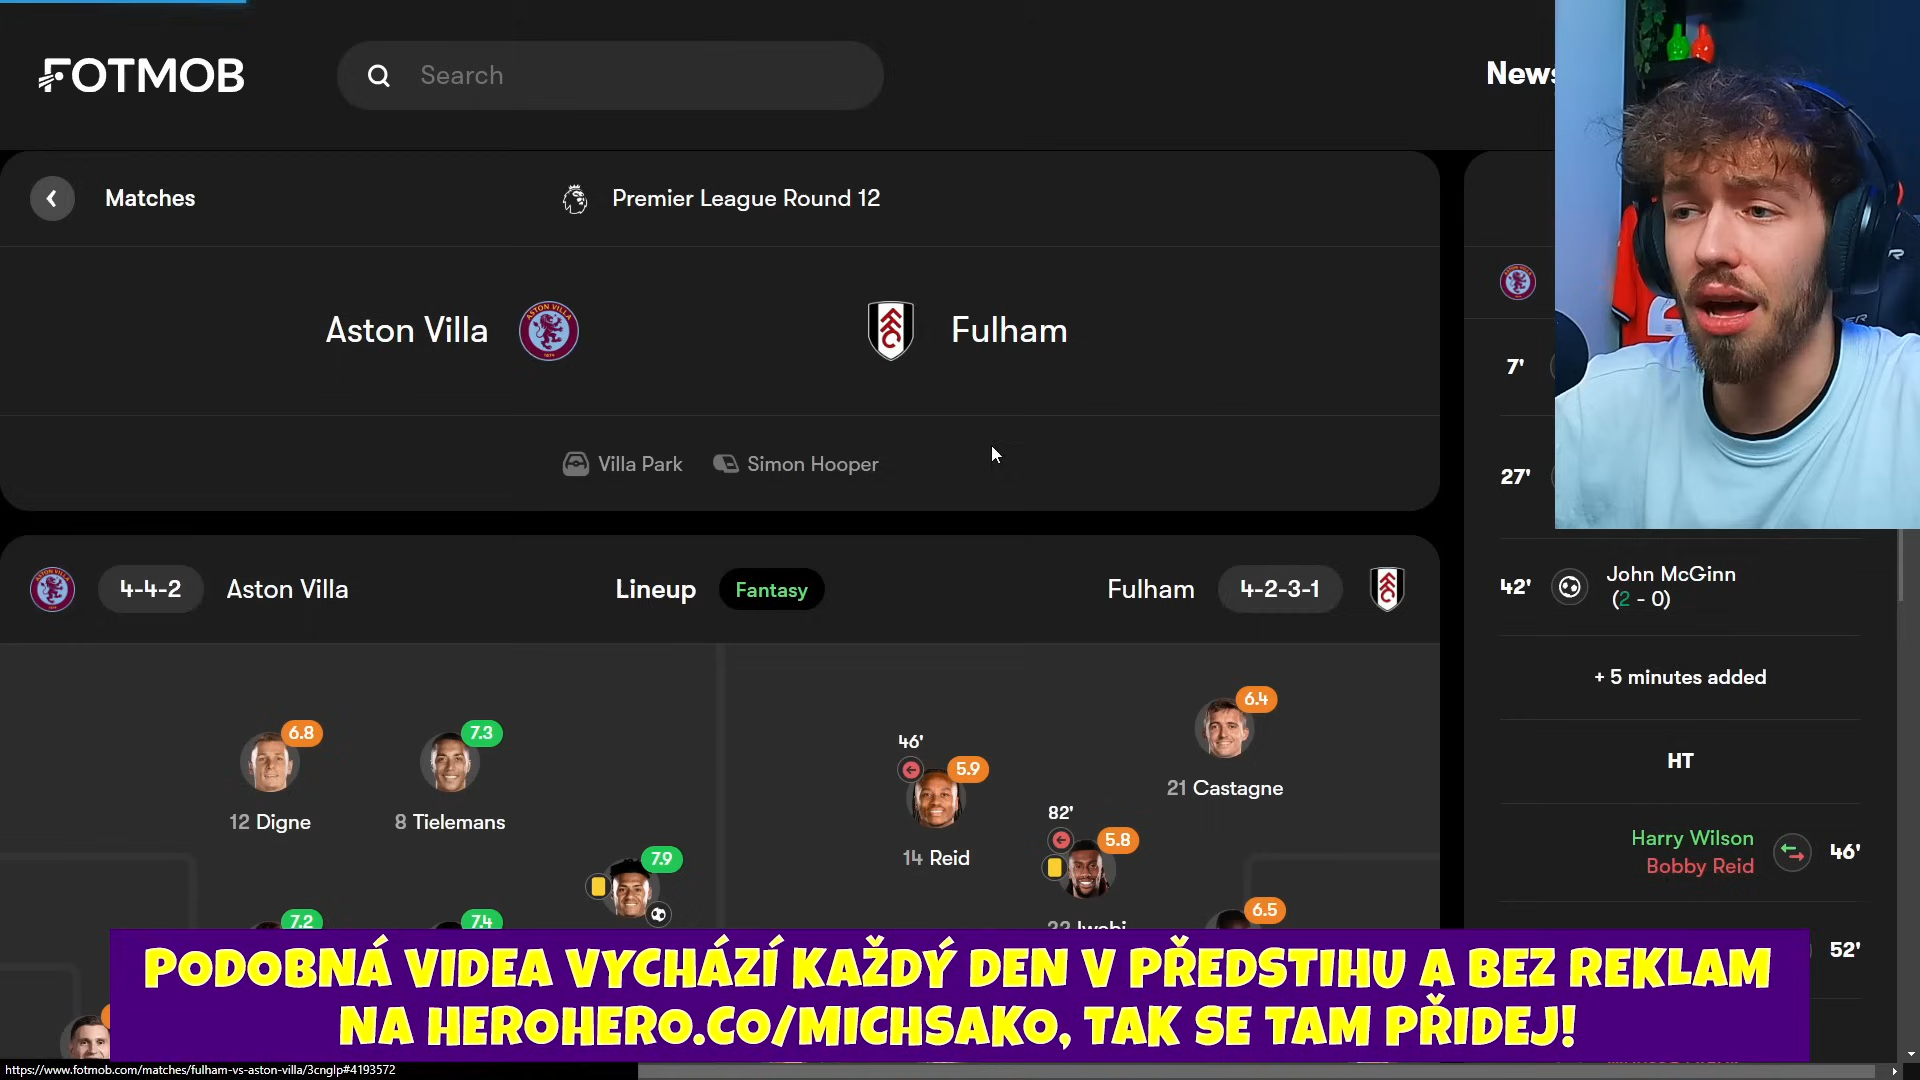 FOTMOB
Search
News
Matches
Premier League Round 12
Aston Villa
Fulham
Villa Park
Simon Hooper
4-4-2
Aston Villa
Lineup
Fantasy
Fulham
4-2-3-1
6.8
12 Digne
7.3
8 Tielemans
7.9
7.2
7.4
46'
5.9
14 Reid
82'
5.8
22 Iwobi
6.4
21 Castagne
6.5
7'
27'
42'
John McGinn
(2 - 0)
+ 5 minutes added
HT
Harry Wilson
Bobby Reid
46'
52'
PODOBNÁ VIDEA VYCHÁZÍ KAŽDÝ DEN V PŘEDSTIHU A BEZ REKLAM
NA HEROHERO.CO/MICHSAKO, TAK SE TAM PŘIDEJ!
https://www.fotmob.com/matches/fulham-vs-aston-villa/3cnglp#4193572